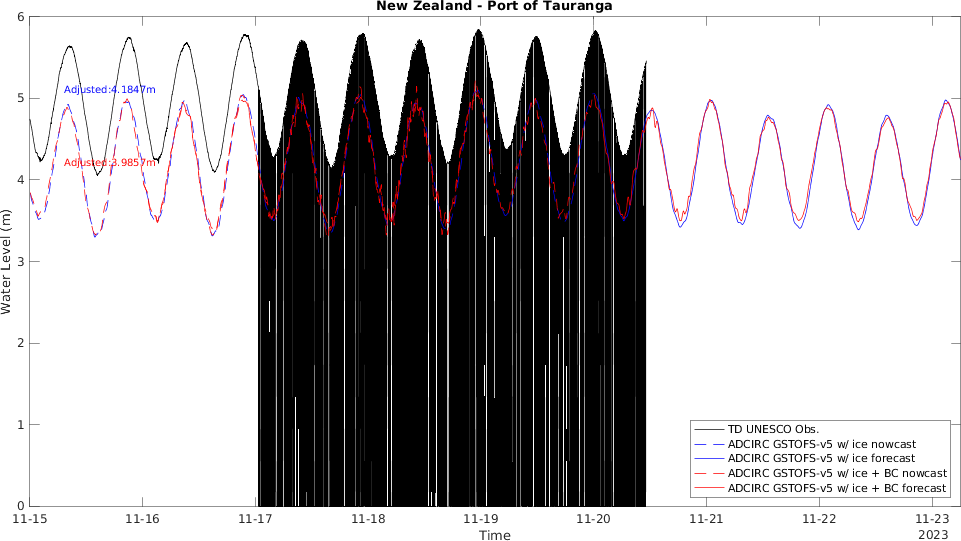 New Zealand - Port of Tauranga
Water Level (m)
6
5
4
3
2
1
0
Adjusted:4.1847m
Adjusted:3.9857m
TD UNESCO Obs.
ADCIRC GSTOFS-v5 w/ ice nowcast
ADCIRC GSTOFS-v5 w/ ice forecast
ADCIRC GSTOFS-v5 w/ ice + BC nowcast
ADCIRC GSTOFS-v5 w/ ice + BC forecast
11-15 11-16 11-17 11-18 11-19 11-20 11-21 11-22 11-23
Time
2023